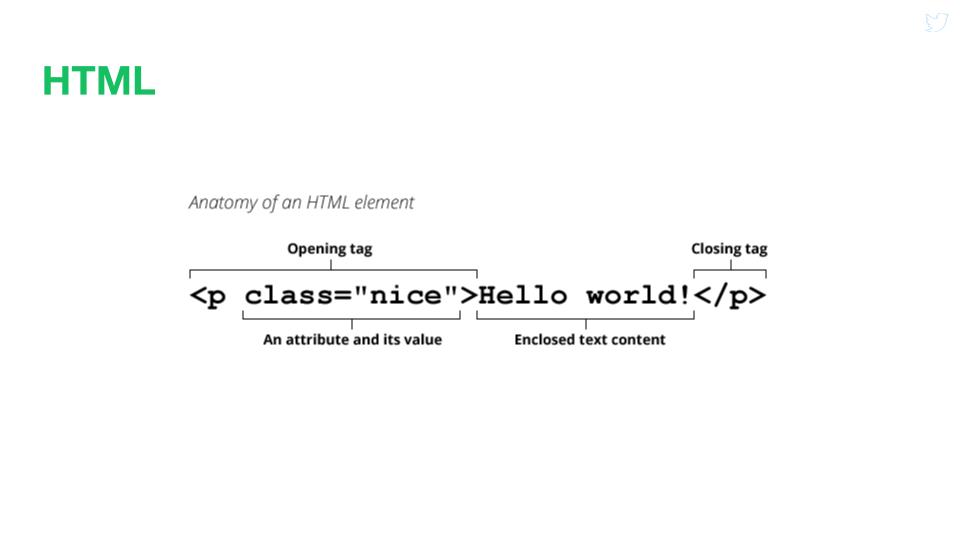 HTML
Anatomy of an HTML element
Opening tag
Closing tag
<p class="nice">Hello world!</p>
An attribute and its value
Enclosed text content